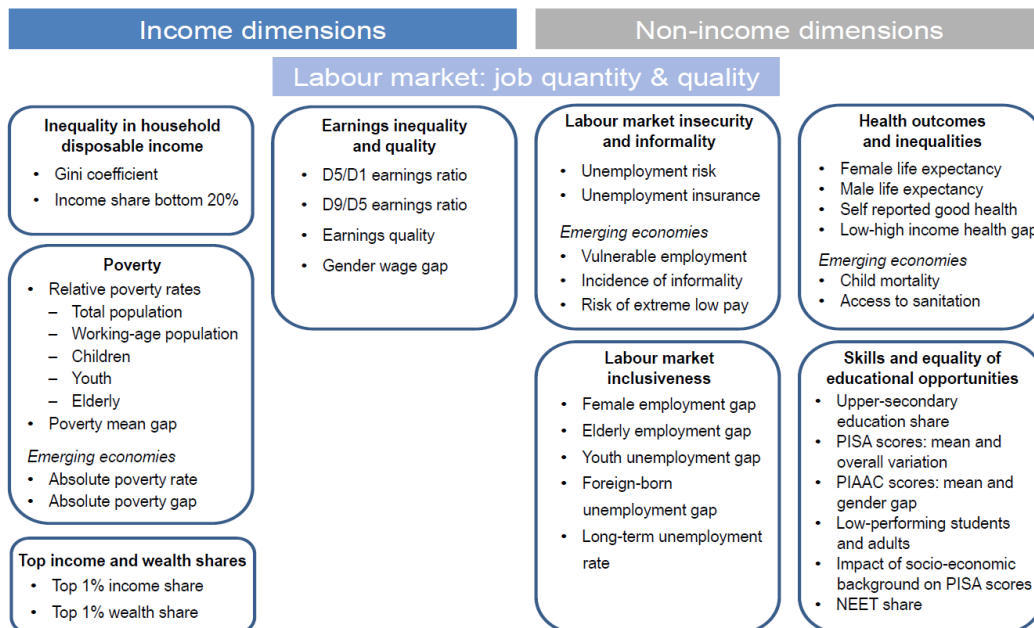 Income dimensions
Non-income dimensions
Labour market: job quantity & quality
Inequality in household
disposable income
• Gini coefficient
• Income share bottom 20%
Poverty
• Relative poverty rates
– Total population
– Working-age population
– Children
– Youth
– Elderly
• Poverty mean gap
Emerging economies
• Absolute poverty rate
• Absolute poverty gap
Top income and wealth shares
• Top 1% income share
• Top 1% wealth share
Earnings inequality
and quality
• D5/D1 earnings ratio
• D9/D5 earnings ratio
• Earnings quality
• Gender wage gap
Labour market insecurity
and informality
• Unemployment risk
• Unemployment insurance
Emerging economies
• Vulnerable employment
• Incidence of informality
• Risk of extreme low pay
Labour market
inclusiveness
• Female employment gap
• Elderly employment gap
• Youth unemployment gap
• Foreign-born
unemployment gap
• Long-term unemployment
rate
Health outcomes
and inequalities
• Female life expectancy
• Male life expectancy
• Self reported good health
• Low-high income health gap
Emerging economies
• Child mortality
• Access to sanitation
Skills and equality of
educational opportunities
• Upper-secondary
education share
• PISA scores: mean and
overall variation
• PIAAC scores: mean and
gender gap
• Low-performing students
and adults
• Impact of socio-economic
background on PISA scores
• NEET share